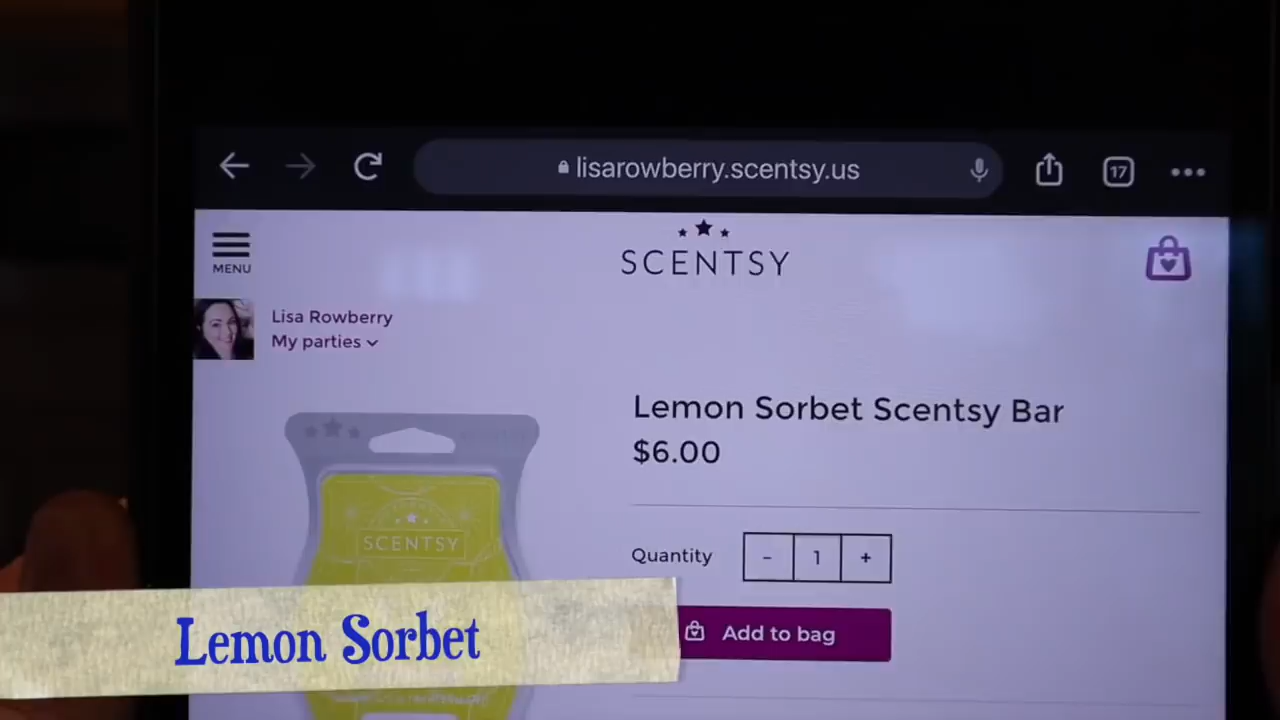 lisarowberry.scentsy.us
17
SCENTSY
MENU
Lisa Rowberry
My parties
Lemon Sorbet Scentsy Bar
$6.00
SCENTSY
Quantity - 1 +
Add to bag
Lemon Sorbet